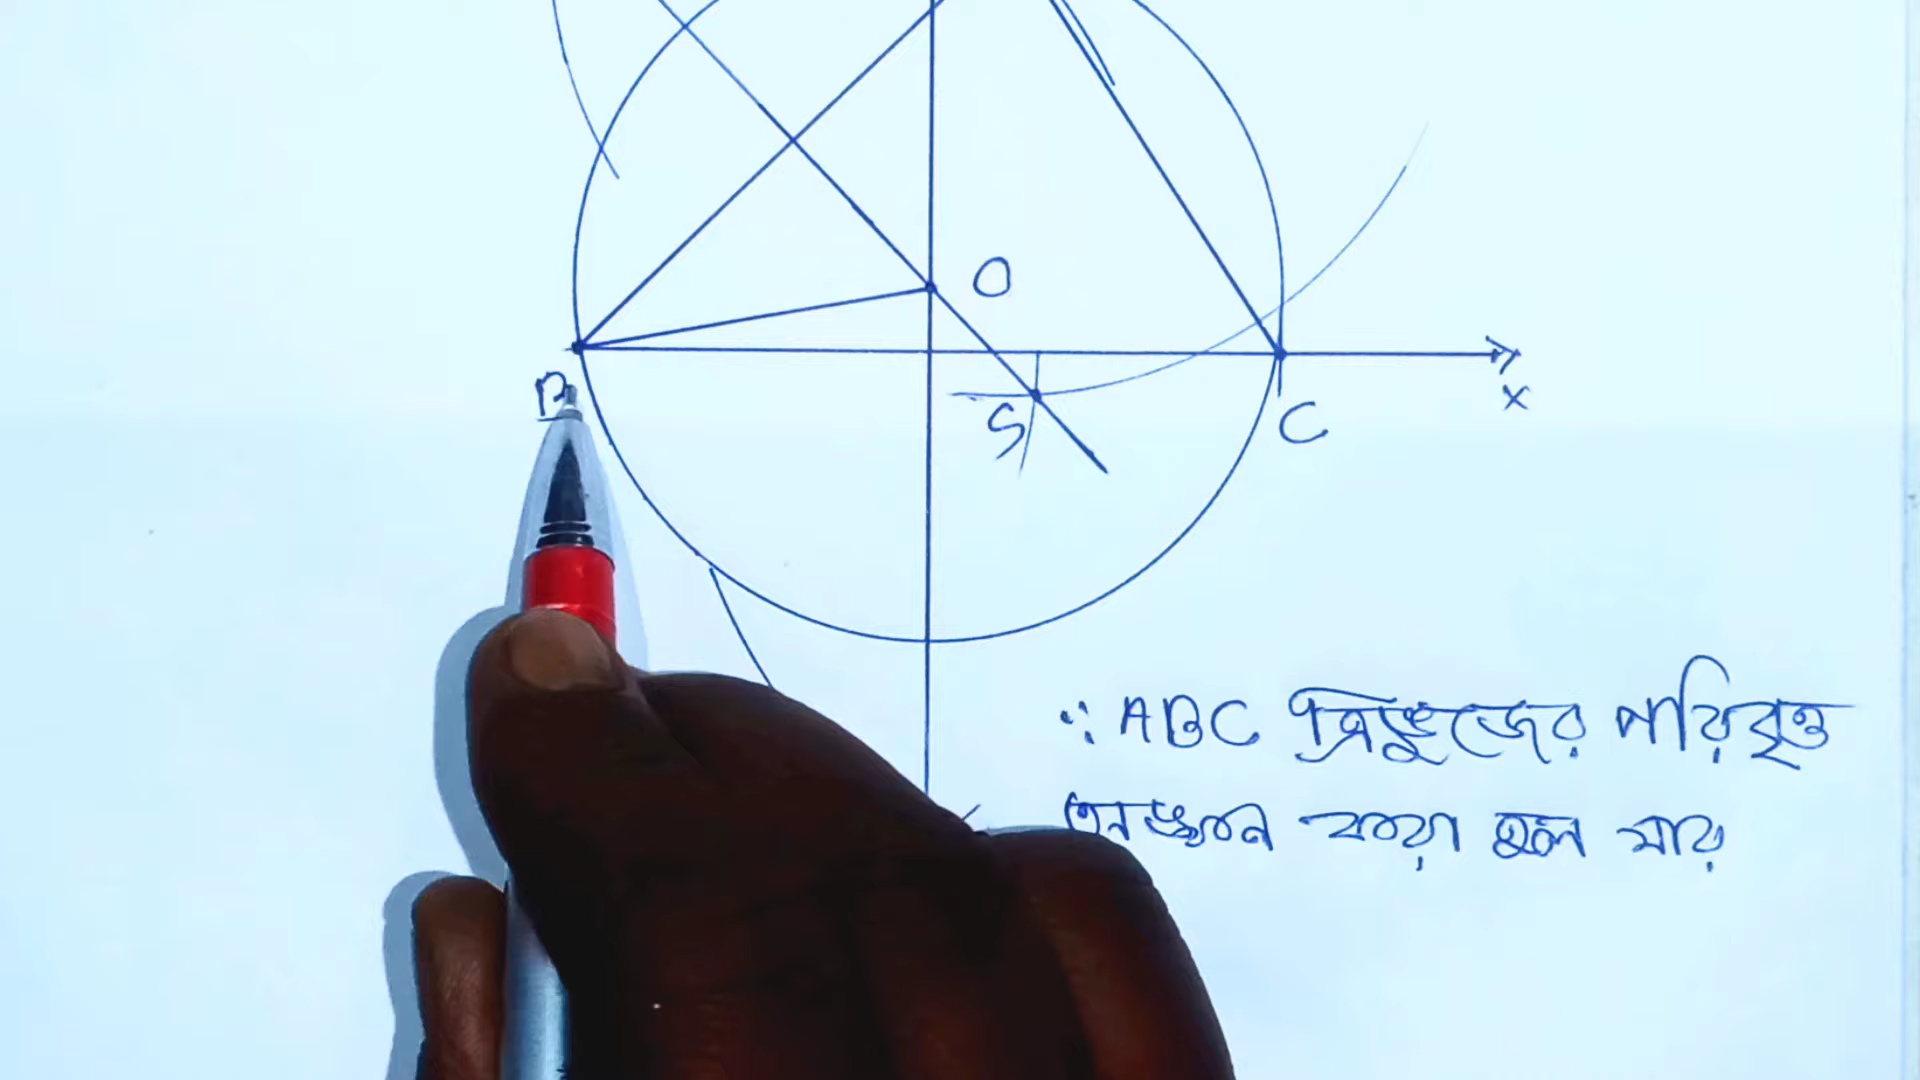 O
B
S
C
x
∴ ABC ত্রিভুজের পরিবৃত্ত
অঙ্কন করা হল যার